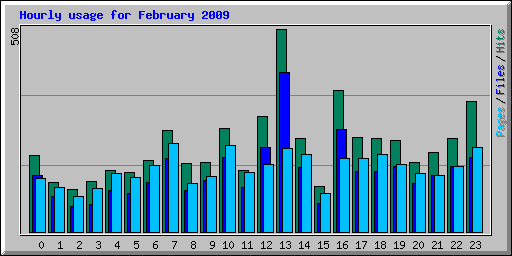 Hourly usage for February 2009
508
Pages / Files / Hits
0 1 2 3 4 5 6 7 8 9 10 11 12 13 14 15 16 17 18 19 20 21 22 23